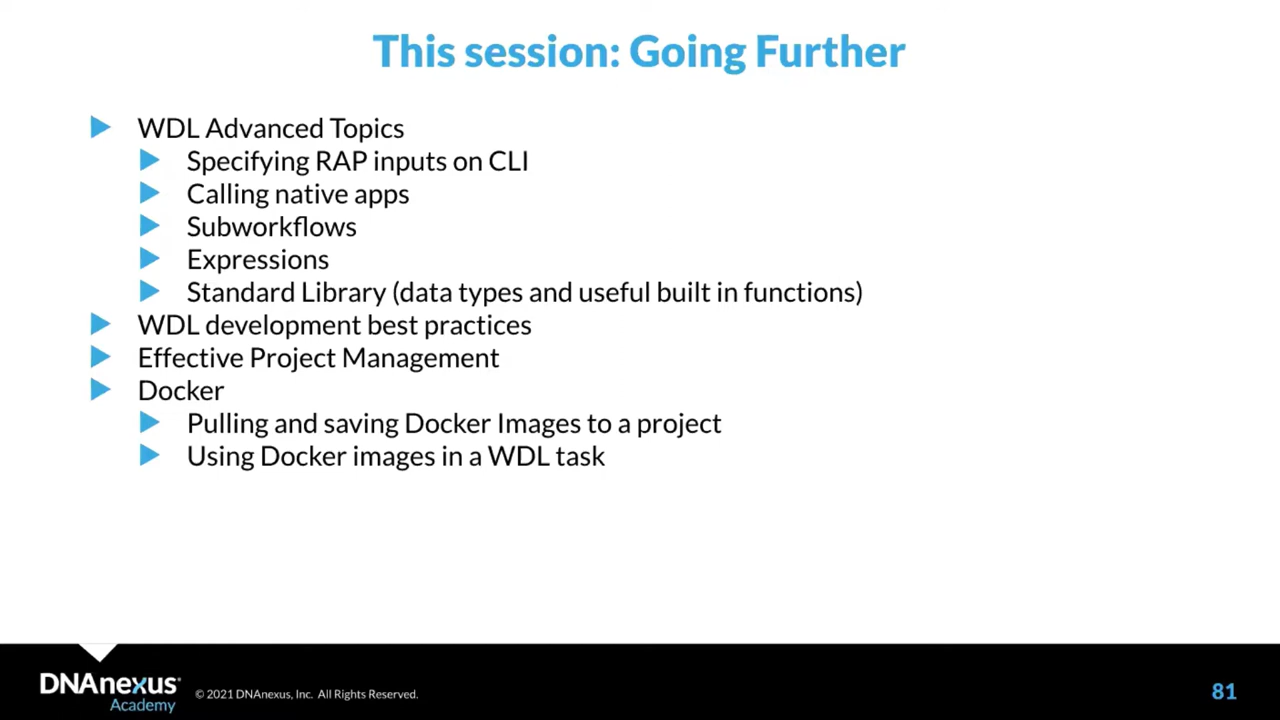 This session: Going Further
WDL Advanced Topics
Specifying RAP inputs on CLI
Calling native apps
Subworkflows
Expressions
Standard Library (data types and useful built in functions)
WDL development best practices
Effective Project Management
Docker
Pulling and saving Docker Images to a project
Using Docker images in a WDL task
DNAnexus
Academy
© 2021 DNAnexus, Inc. All Rights Reserved.
81